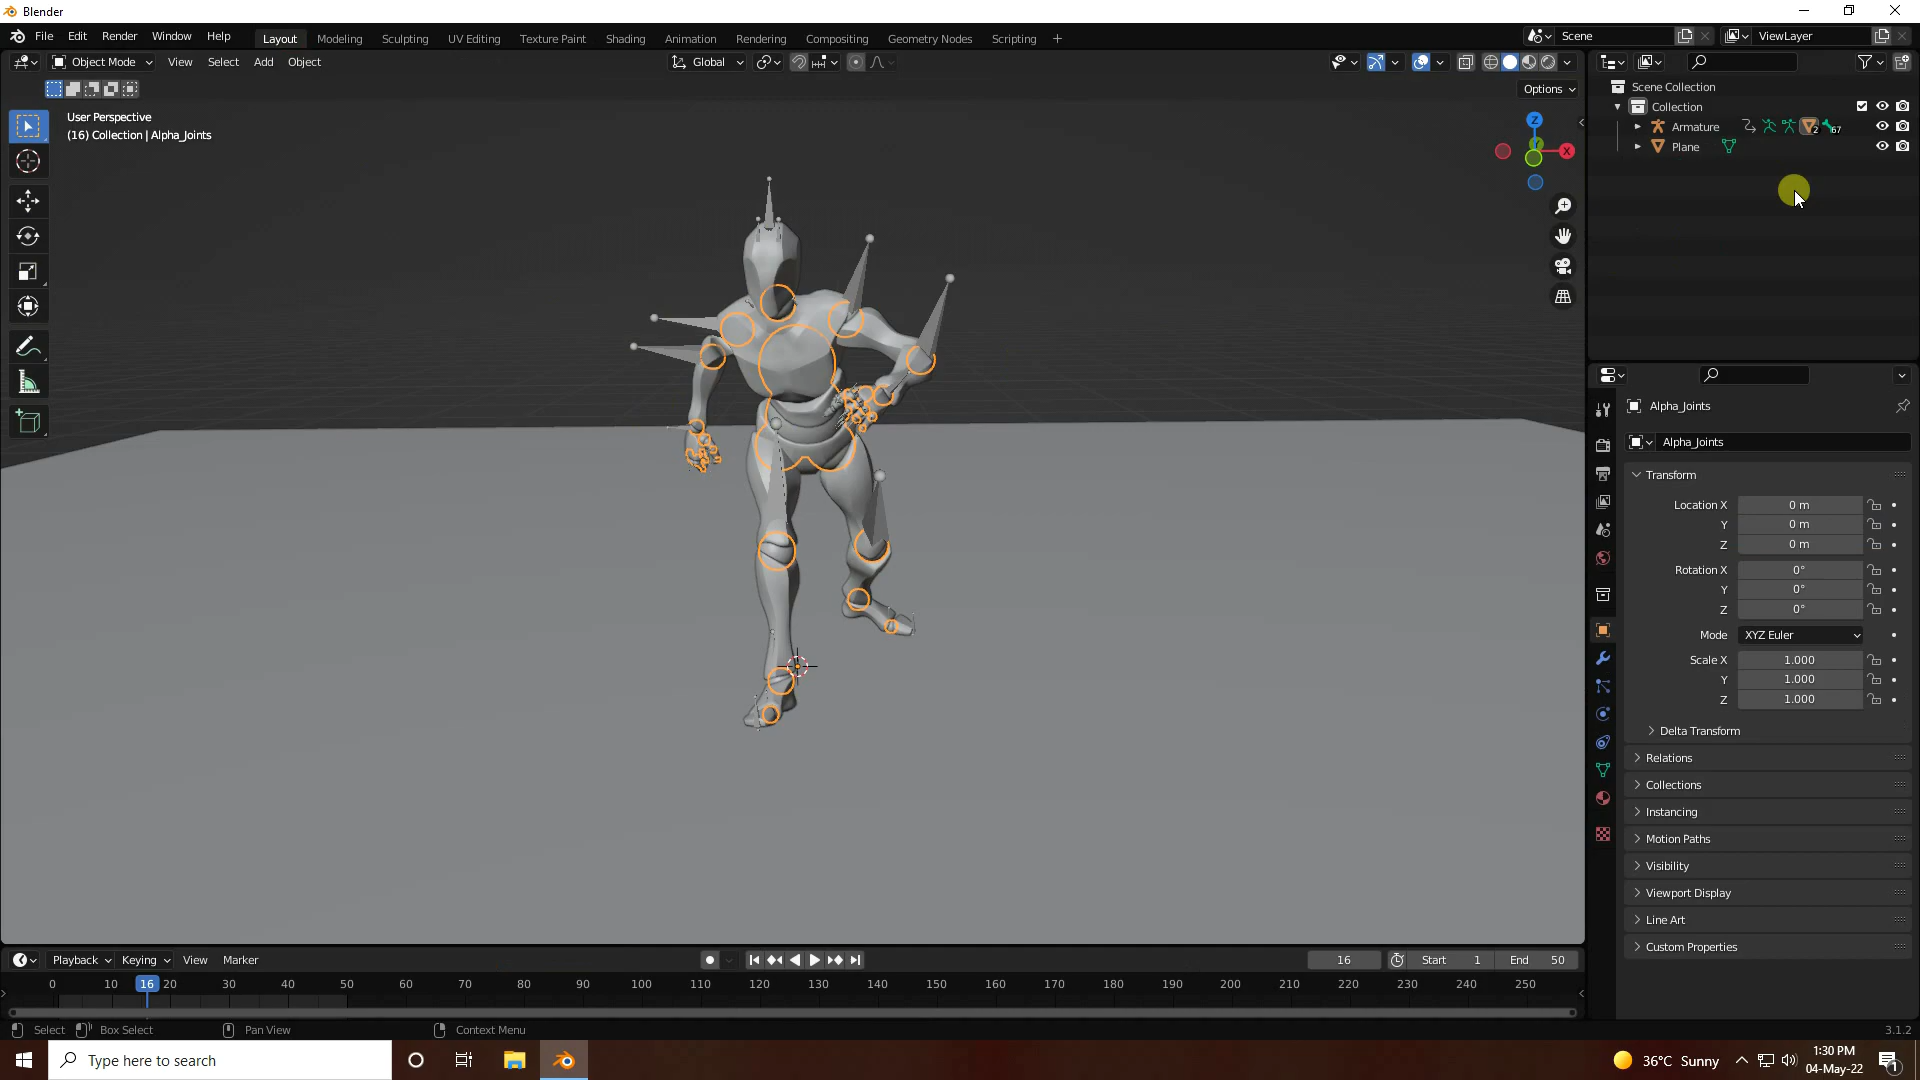 Blender
File Edit Render Window Help Layout Modeling Sculpting UV Editing Texture Paint Shading Animation Rendering Compositing Geometry Nodes Scripting + Scene ViewLayer
Object Mode View Select Add Object Global
Options
User Perspective
(16) Collection | Alpha_Joints
Z
X
Scene Collection
Collection
Armature 2 67
Plane
Alpha_Joints
Alpha_Joints
Transform
Location X 0 m
Y 0 m
Z 0 m
Rotation X 0°
Y 0°
Z 0°
Mode XYZ Euler
Scale X 1.000
Y 1.000
Z 1.000
Delta Transform
Relations
Collections
Instancing
Motion Paths
Visibility
Viewport Display
Line Art
Custom Properties
Playback Keying View Marker 16 Start 1 End 50
0 10 16 20 30 40 50 60 70 80 90 100 110 120 130 140 150 160 170 180 190 200 210 220 230 240 250
Select Box Select Pan View Context Menu 3.1.2
Type here to search 36°C Sunny 1:30 PM
04-May-22 1